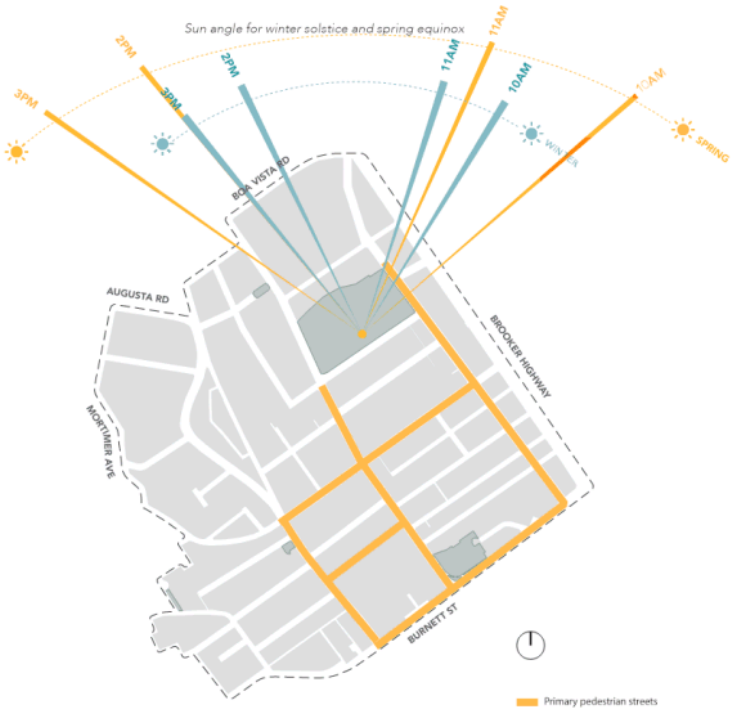 Sun angle for winter solstice and spring equinox
3PM
2PM
3PM
2PM
11AM
11AM
10AM
10AM
WINTER
SPRING
BOA VISTA RD
AUGUSTA RD
MORTIMER AVE
BROOKER HIGHWAY
BURNETT ST
Primary pedestrian streets